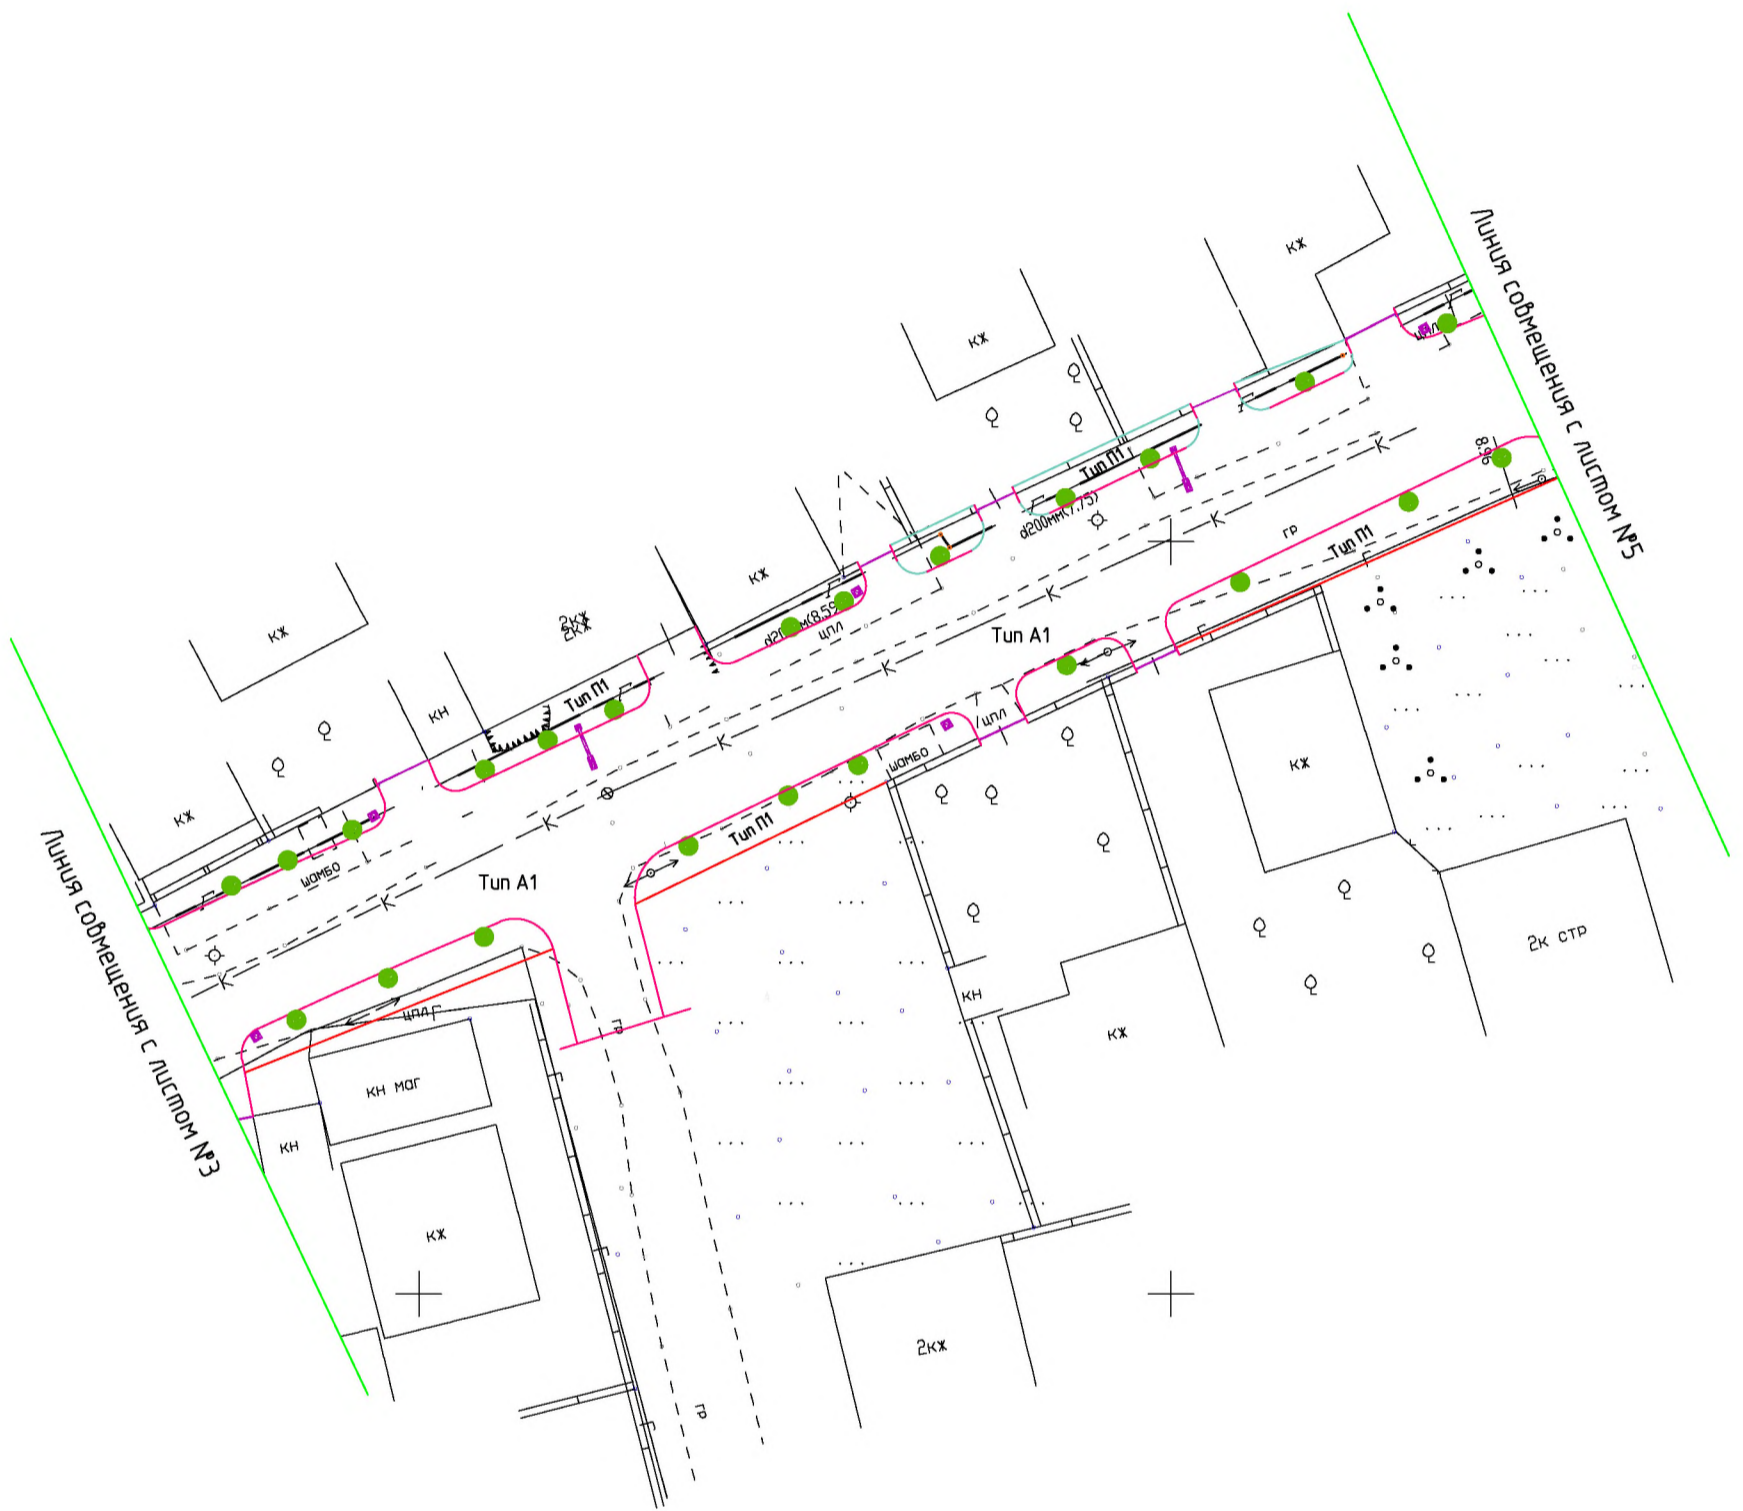 Линия совмещения с листом №5
кж
кж
цпл
Тип П1
d200мм(7,75)
8.96
К
К
гр
Тип П1
кж
К
2кж
2кж
цпл
Тип А1
К
кж
Тип П1
кн
/цпл
К
шамбо
кж
кж
Тип П1
К
шамбо
Тип А1
К
2к стр
Линия совмещения с листом №3
К
кн
цпл
гр
кж
кн маг
кн
кж
2кж
гр